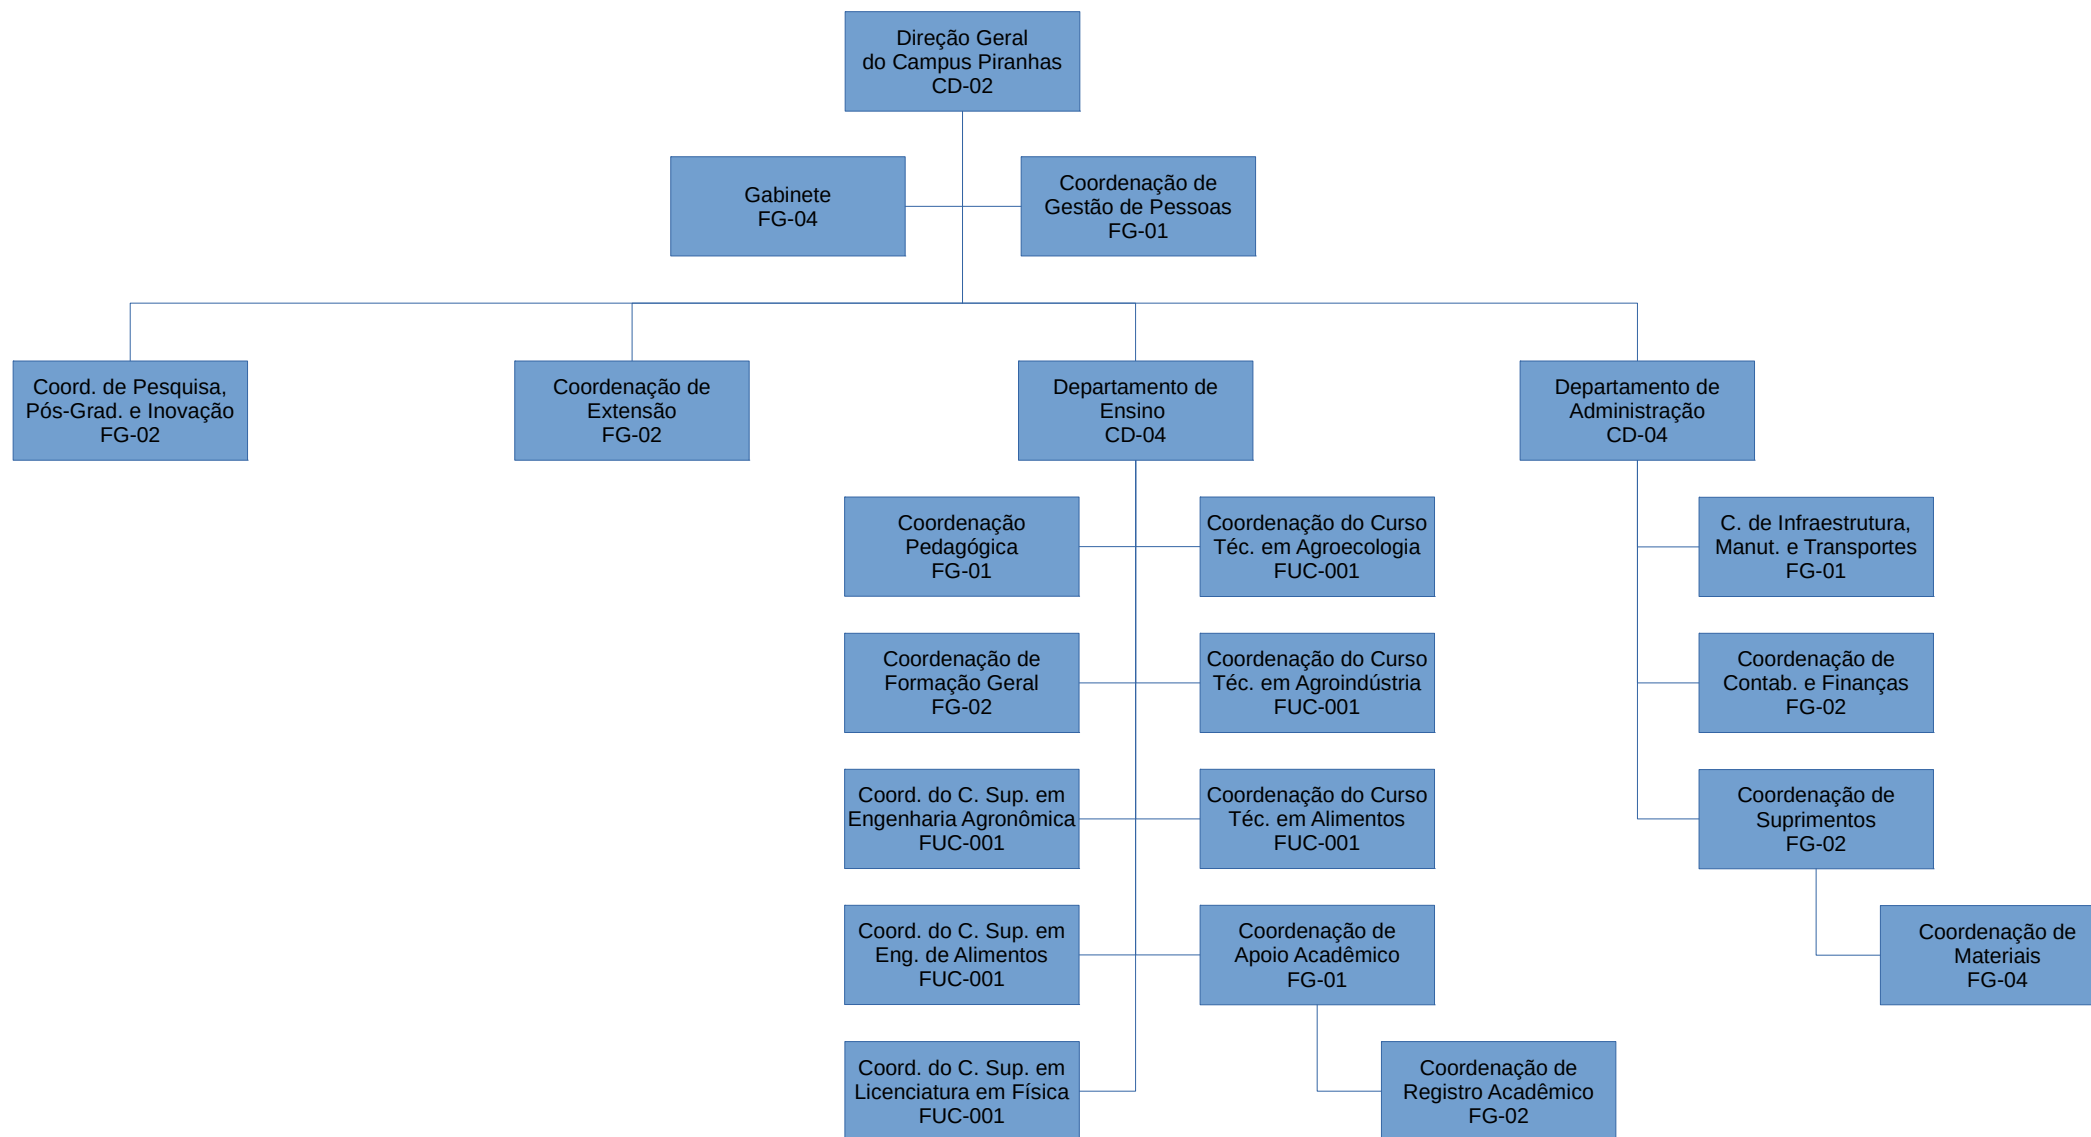 Direção Geral
do Campus Piranhas
CD-02
Gabinete
FG-04
Coordenação de
Gestão de Pessoas
FG-01
Coord. de Pesquisa,
Pós-Grad. e Inovação
FG-02
Coordenação de
Extensão
FG-02
Departamento de
Ensino
CD-04
Departamento de
Administração
CD-04
Coordenação
Pedagógica
FG-01
Coordenação do Curso
Téc. em Agroecologia
FUC-001
C. de Infraestrutura,
Manut. e Transportes
FG-01
Coordenação de
Formação Geral
FG-02
Coordenação do Curso
Téc. em Agroindústria
FUC-001
Coordenação de
Contab. e Finanças
FG-02
Coord. do C. Sup. em
Engenharia Agronômica
FUC-001
Coordenação do Curso
Téc. em Alimentos
FUC-001
Coordenação de
Suprimentos
FG-02
Coord. do C. Sup. em
Eng. de Alimentos
FUC-001
Coordenação de
Apoio Acadêmico
FG-01
Coordenação de
Materiais
FG-04
Coord. do C. Sup. em
Licenciatura em Física
FUC-001
Coordenação de
Registro Acadêmico
FG-02